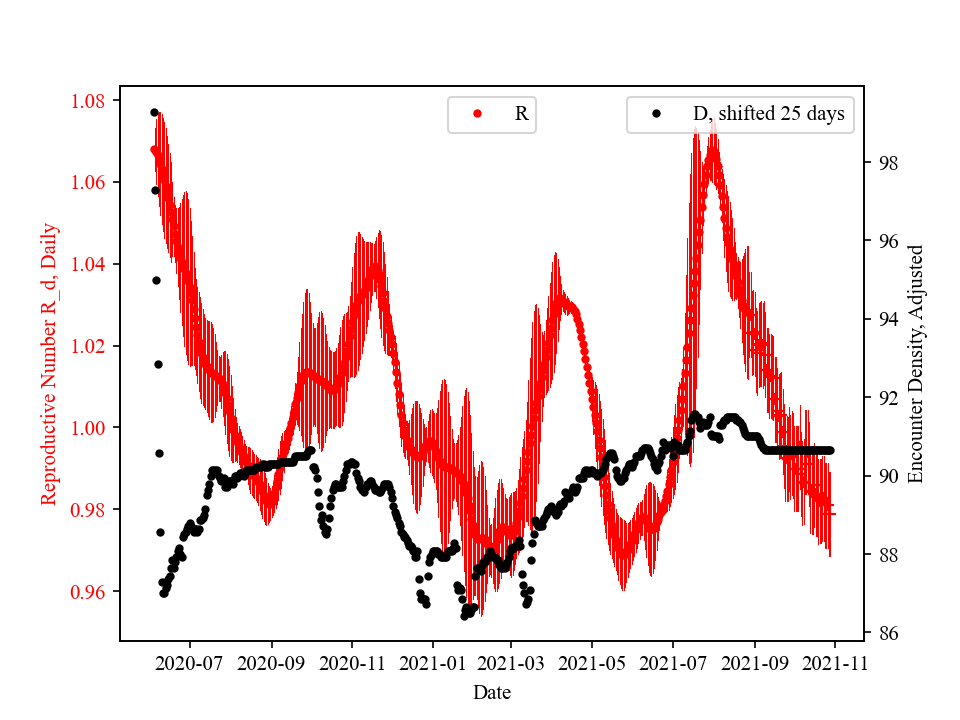 R
D, shifted 25 days
1.08
1.06
1.04
1.02
1.00
0.98
0.96
Reproductive Number R_d, Daily
98
96
94
92
90
88
86
Encounter Density, Adjusted
2020-07 2020-09 2020-11 2021-01 2021-03 2021-05 2021-07 2021-09 2021-11
Date